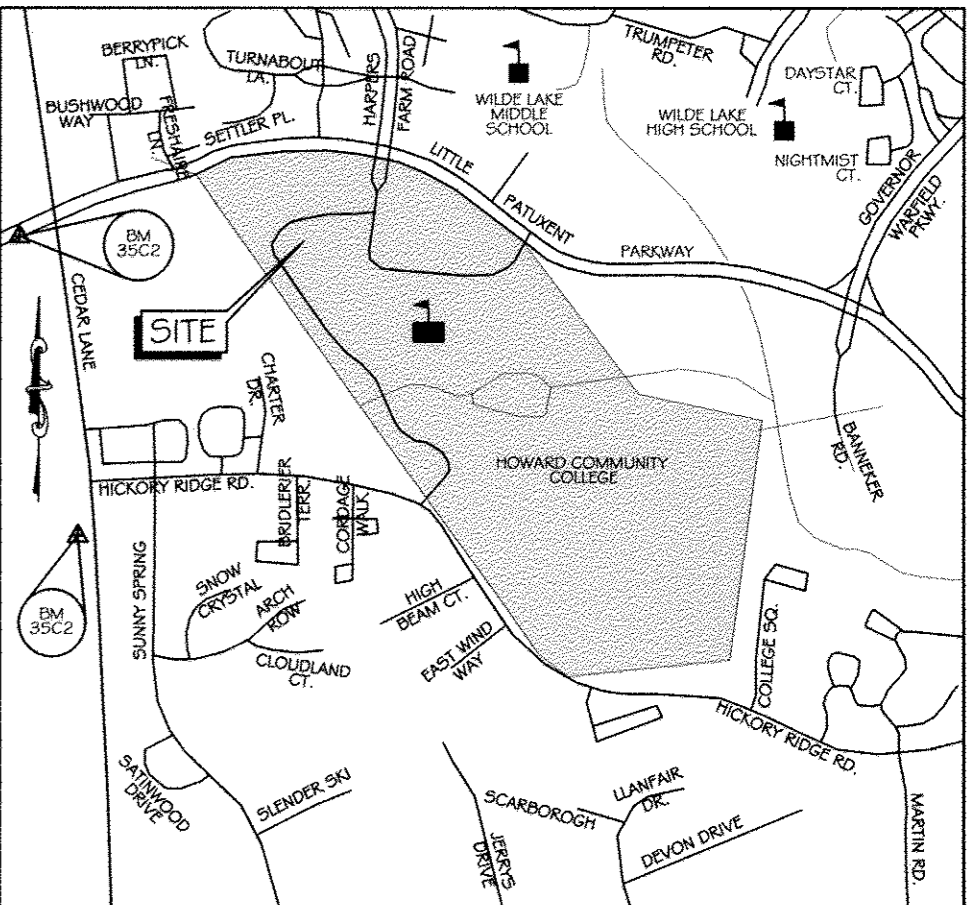 BERRYPICK
LN.
TURNABOUT
LA.
HARPERS
FARM ROAD
TRUMPETER
RD.
DAYSTAR
CT.
WILDE LAKE
MIDDLE
SCHOOL
WILDE LAKE
HIGH SCHOOL
BUSHWOOD
WAY
FRESHAIRE
LN.
SETTLER PL.
NIGHTMIST
CT.
LITTLE
PATUXENT
PARKWAY
GOVERNOR
WARFIELD
PKWY.
BM
35C2
CEDAR LANE
SITE
CHARTER
DR.
HOWARD COMMUNITY
COLLEGE
BANNEKER
RD.
HICKORY RIDGE RD.
BRIDLERIER
TERR.
CORDAGE
WALK
SUNNY SPRING
SNOW
CRYSTAL
ARCH
ROW
HIGH
BEAM CT.
BM
35C2
CLOUDLAND
CT.
EAST WIND
WAY
COLLEGE SQ.
HICKORY RIDGE RD.
SATINWOOD
DRIVE
SLENDER SKI
SCARBOROGH
LLANFAIR
DR.
JERRYS
DRIVE
DEVON DRIVE
MARTIN RD.